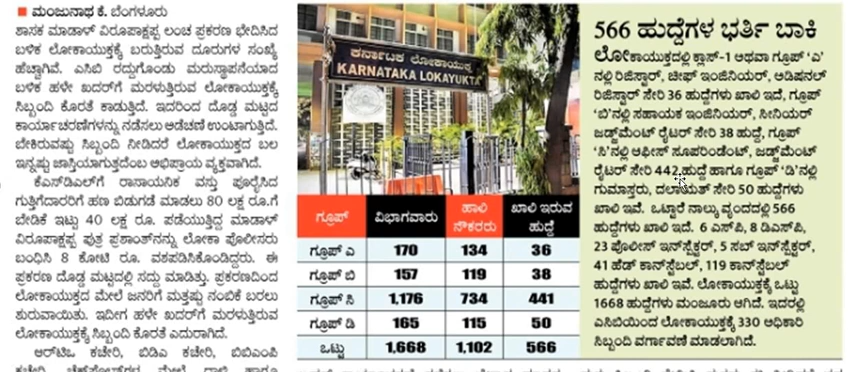 ■ ಮಂಜುನಾಥ ಕೆ. ಬೆಂಗಳೂರು
ಶಾಸಕ ಮಾಡಾಳ್ ವಿರೂಪಾಕ್ಷಪ್ಪ ಲಂಚ ಪ್ರಕರಣ ಭೇದಿಸಿದ
ಬಳಿಕ ಲೋಕಾಯುಕ್ತಕ್ಕೆ ಬರುತ್ತಿರುವ ದೂರುಗಳ ಸಂಖ್ಯೆ
ಹೆಚ್ಚಾಗಿವೆ. ಎಸಿಬಿ ರದ್ದುಗೊಂಡು ಮರುಸ್ಥಾಪನೆಯಾದ
ಬಳಿಕ ಹಳೇ ಖದರ್‌ಗೆ ಮರಳುತ್ತಿರುವ ಲೋಕಾಯುಕ್ತಕ್ಕೆ
ಸಿಬ್ಬಂದಿ ಕೊರತೆ ಕಾಡುತ್ತಿದೆ. ಇದರಿಂದ ದೊಡ್ಡ ಮಟ್ಟದ
ಕಾರ್ಯಾಚರಣೆಗಳನ್ನು ನಡೆಸಲು ಅಡಚಣೆ ಉಂಟಾಗುತ್ತಿದೆ.
ಬೇಕಿರುವಷ್ಟು ಸಿಬ್ಬಂದಿ ನೀಡಿದರೆ ಲೋಕಾಯುಕ್ತದ ಬಲ
ಇನ್ನಷ್ಟು ಜಾಸ್ತಿಯಾಗುತ್ತದೆಂಬ ಅಭಿಪ್ರಾಯ ವ್ಯಕ್ತವಾಗಿದೆ.
ಕೆಎಸ್‌ಡಿಎಲ್‌ಗೆ ರಾಸಾಯನಿಕ ವಸ್ತು ಪೂರೈಸಿದ
ಗುತ್ತಿಗೆದಾರರಿಗೆ ಹಣ ಬಿಡುಗಡೆ ಮಾಡಲು 80 ಲಕ್ಷ ರೂ.ಗೆ
ಬೇಡಿಕೆ ಇಟ್ಟು 40 ಲಕ್ಷ ರೂ. ಪಡೆಯುತ್ತಿದ್ದ ಮಾಡಾಳ್
ವಿರೂಪಾಕ್ಷಪ್ಪ ಪುತ್ರ ಪ್ರಶಾಂತ್‌ನನ್ನು ಲೋಕಾ ಪೊಲೀಸರು
ಬಂಧಿಸಿ 8 ಕೋಟಿ ರೂ. ವಶಪಡಿಸಿಕೊಂಡಿದ್ದರು. ಈ
ಪ್ರಕರಣ ದೊಡ್ಡ ಮಟ್ಟದಲ್ಲಿ ಸದ್ದು ಮಾಡಿತ್ತು. ಪ್ರಕರಣದಿಂದ
ಲೋಕಾಯುಕ್ತದ ಮೇಲೆ ಜನರಿಗೆ ಮತ್ತಷ್ಟು ನಂಬಿಕೆ ಬರಲು
ಶುರುವಾಯಿತು. ಇದೀಗ ಹಳೇ ಖದರ್‌ಗೆ ಮರಳುತ್ತಿರುವ
ಲೋಕಾಯುಕ್ತಕ್ಕೆ ಸಿಬ್ಬಂದಿ ಕೊರತೆ ಎದುರಾಗಿದೆ.
ಆರ್‌ಟಿಒ ಕಚೇರಿ, ಬಿಡಿಎ ಕಚೇರಿ, ಬಿಬಿಎಂಪಿ
ಕರ್ನಾಟಕ ಲೋಕಾಯುಕ್ತ
KARNATAKA LOKAYUKTA
ಗ್ರೂಪ್ ವಿಭಾಗವಾರು ಹಾಲಿ ನೌಕರರು ಖಾಲಿ ಇರುವ ಹುದ್ದೆ
ಗ್ರೂಪ್ ಎ 170 134 36
ಗ್ರೂಪ್ ಬಿ 157 119 38
ಗ್ರೂಪ್ ಸಿ 1,176 734 441
ಗ್ರೂಪ್ ಡಿ 165 115 50
ಒಟ್ಟು 1,668 1,102 566
566 ಹುದ್ದೆಗಳ ಭರ್ತಿ ಬಾಕಿ
ಲೋಕಾಯುಕ್ತದಲ್ಲಿ ಕ್ಲಾಸ್-1 ಅಥವಾ ಗ್ರೂಪ್ 'ಎ'
ನಲ್ಲಿ ರಿಜಿಸ್ಟ್ರಾರ್, ಚೀಫ್ ಇಂಜಿನಿಯರ್, ಅಡಿಷನಲ್
ರಿಜಿಸ್ಟ್ರಾರ್ ಸೇರಿ 36 ಹುದ್ದೆಗಳು ಖಾಲಿ ಇದೆ, ಗ್ರೂಪ್
'ಬಿ'ನಲ್ಲಿ ಸಹಾಯಕ ಇಂಜಿನಿಯರ್, ಸೀನಿಯರ್
ಜಡ್ಜ್‌ಮೆಂಟ್ ರೈಟರ್ ಸೇರಿ 38 ಹುದ್ದೆ, ಗ್ರೂಪ್
'ಸಿ'ನಲ್ಲಿ ಆಫೀಸ್ ಸೂಪರಿಂಡೆಂಟ್, ಜಡ್ಜ್‌ಮೆಂಟ್
ರೈಟರ್ ಸೇರಿ 442 ಹುದ್ದೆ ಹಾಗೂ ಗ್ರೂಪ್ 'ಡಿ'ನಲ್ಲಿ
ಗುಮಾಸ್ತರು, ದಲಾಯತ್ ಸೇರಿ 50 ಹುದ್ದೆಗಳು
ಖಾಲಿ ಇವೆ. ಒಟ್ಟಾರೆ ನಾಲ್ಕು ವೃಂದದಲ್ಲಿ 566
ಹುದ್ದೆಗಳು ಖಾಲಿ ಇದೆ. 6 ಎಸ್‌ಪಿ, 8 ಡಿಎಸ್‌ಪಿ,
23 ಪೊಲೀಸ್ ಇನ್‌ಸ್ಪೆಕ್ಟರ್, 5 ಸಬ್ ಇನ್‌ಸ್ಪೆಕ್ಟರ್,
41 ಹೆಡ್ ಕಾನ್‌ಸ್ಟೆಬಲ್, 119 ಕಾನ್‌ಸ್ಟೆಬಲ್
ಹುದ್ದೆಗಳು ಖಾಲಿ ಇವೆ. ಲೋಕಾಯುಕ್ತಕ್ಕೆ ಒಟ್ಟು
1668 ಹುದ್ದೆಗಳು ಮಂಜೂರು ಆಗಿದೆ. ಇದರಲ್ಲಿ
ಎಸಿಬಿಯಿಂದ ಲೋಕಾಯುಕ್ತಕ್ಕೆ 330 ಅಧಿಕಾರಿ
ಸಿಬ್ಬಂದಿ ವರ್ಗಾವಣೆ ಮಾಡಲಾಗಿದೆ.